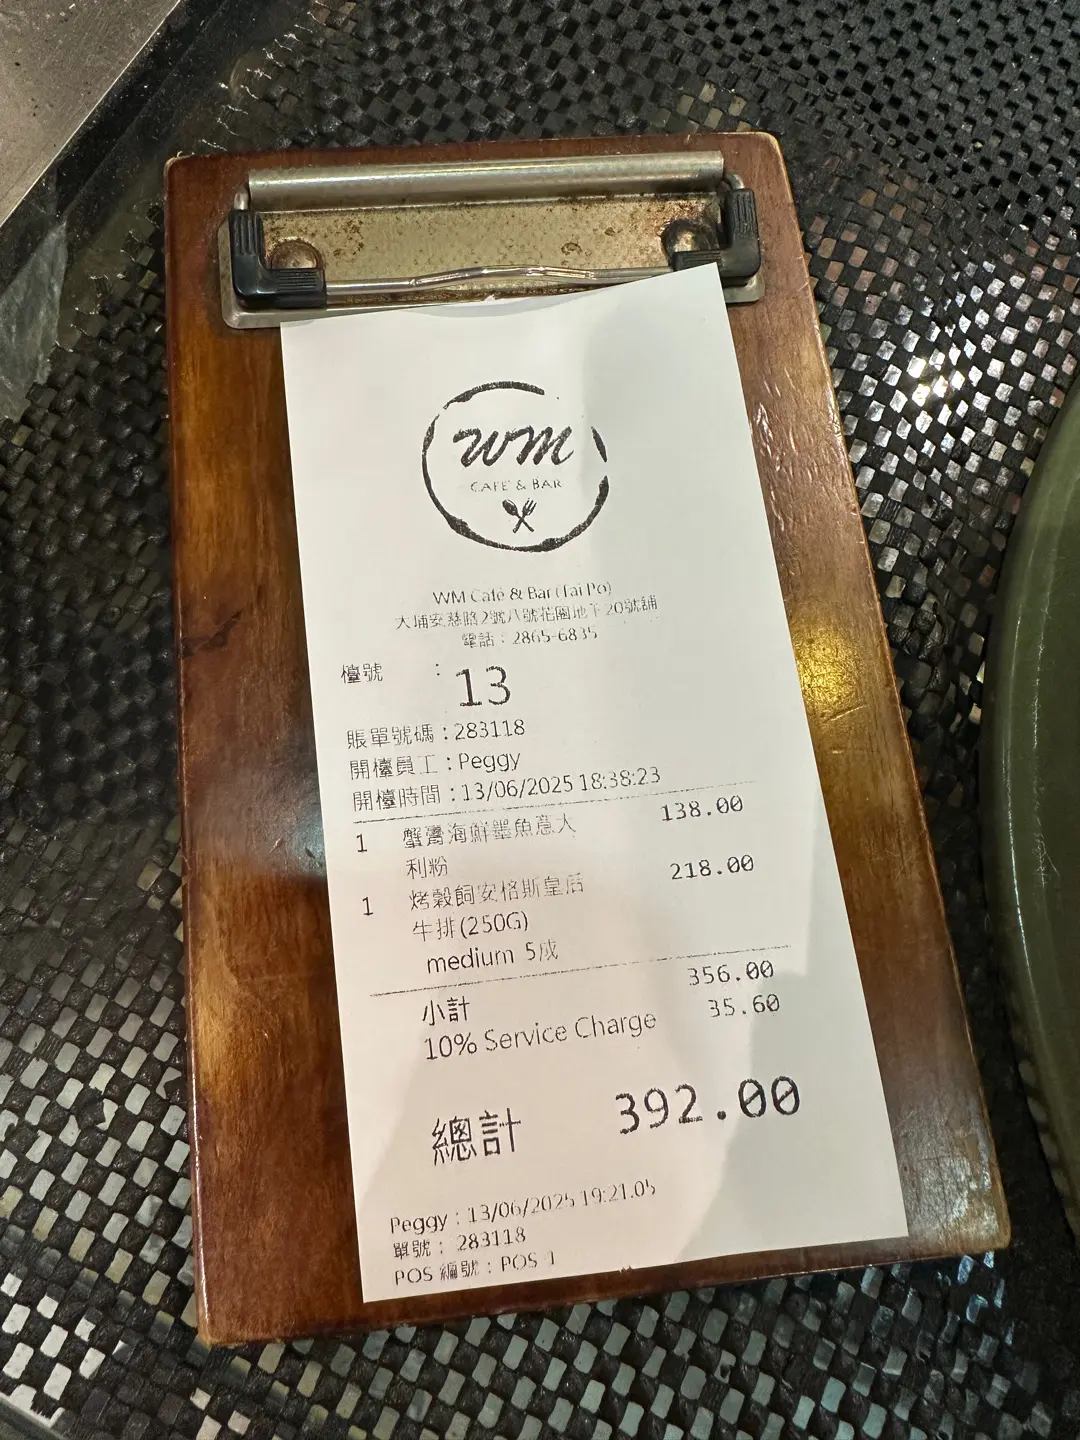 wm
CAFE & BAR
WM Café & Bar (Tai Po)
大埔安慈路2號八號花園地下20號舖
電話：2865-6835
檯號 : 13
賬單號碼 : 283118
開檯員工 : Peggy
開檯時間 : 13/06/2025 18:38:23
1 蟹膏海鮮墨魚意大 138.00
利粉
1 烤穀飼安格斯皇后 218.00
牛排(250G)
medium 5成
小計 356.00
10% Service Charge 35.60
總計 392.00
Peggy : 13/06/2025 19:21:05
單號： 283118
POS 編號：POS 1